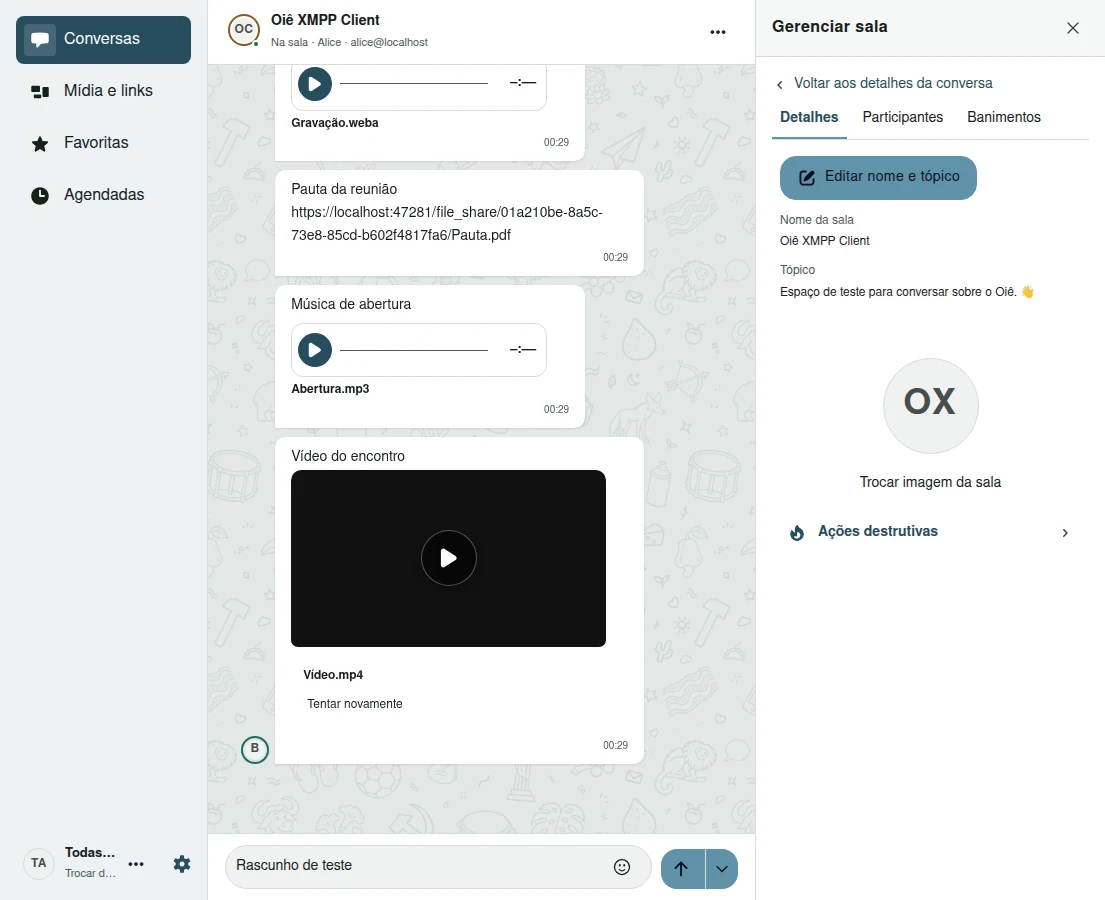 Conversas
Mídia e links
Favoritas
Agendadas
TA
Todas...
Trocar d...
OC
Oiê XMPP Client
Na sala · Alice · alice@localhost
–:––
Gravação.weba
00:29
Pauta da reunião
https://localhost:47281/file_share/01a210be-8a5c-
73e8-85cd-b602f4817fa6/Pauta.pdf
00:29
Música de abertura
–:––
Abertura.mp3
00:29
Vídeo do encontro
Vídeo.mp4
Tentar novamente
00:29
B
Rascunho de teste
Gerenciar sala
Voltar aos detalhes da conversa
Detalhes
Participantes
Banimentos
Editar nome e tópico
Nome da sala
Oiê XMPP Client
Tópico
Espaço de teste para conversar sobre o Oiê. 👋
OX
Trocar imagem da sala
Ações destrutivas